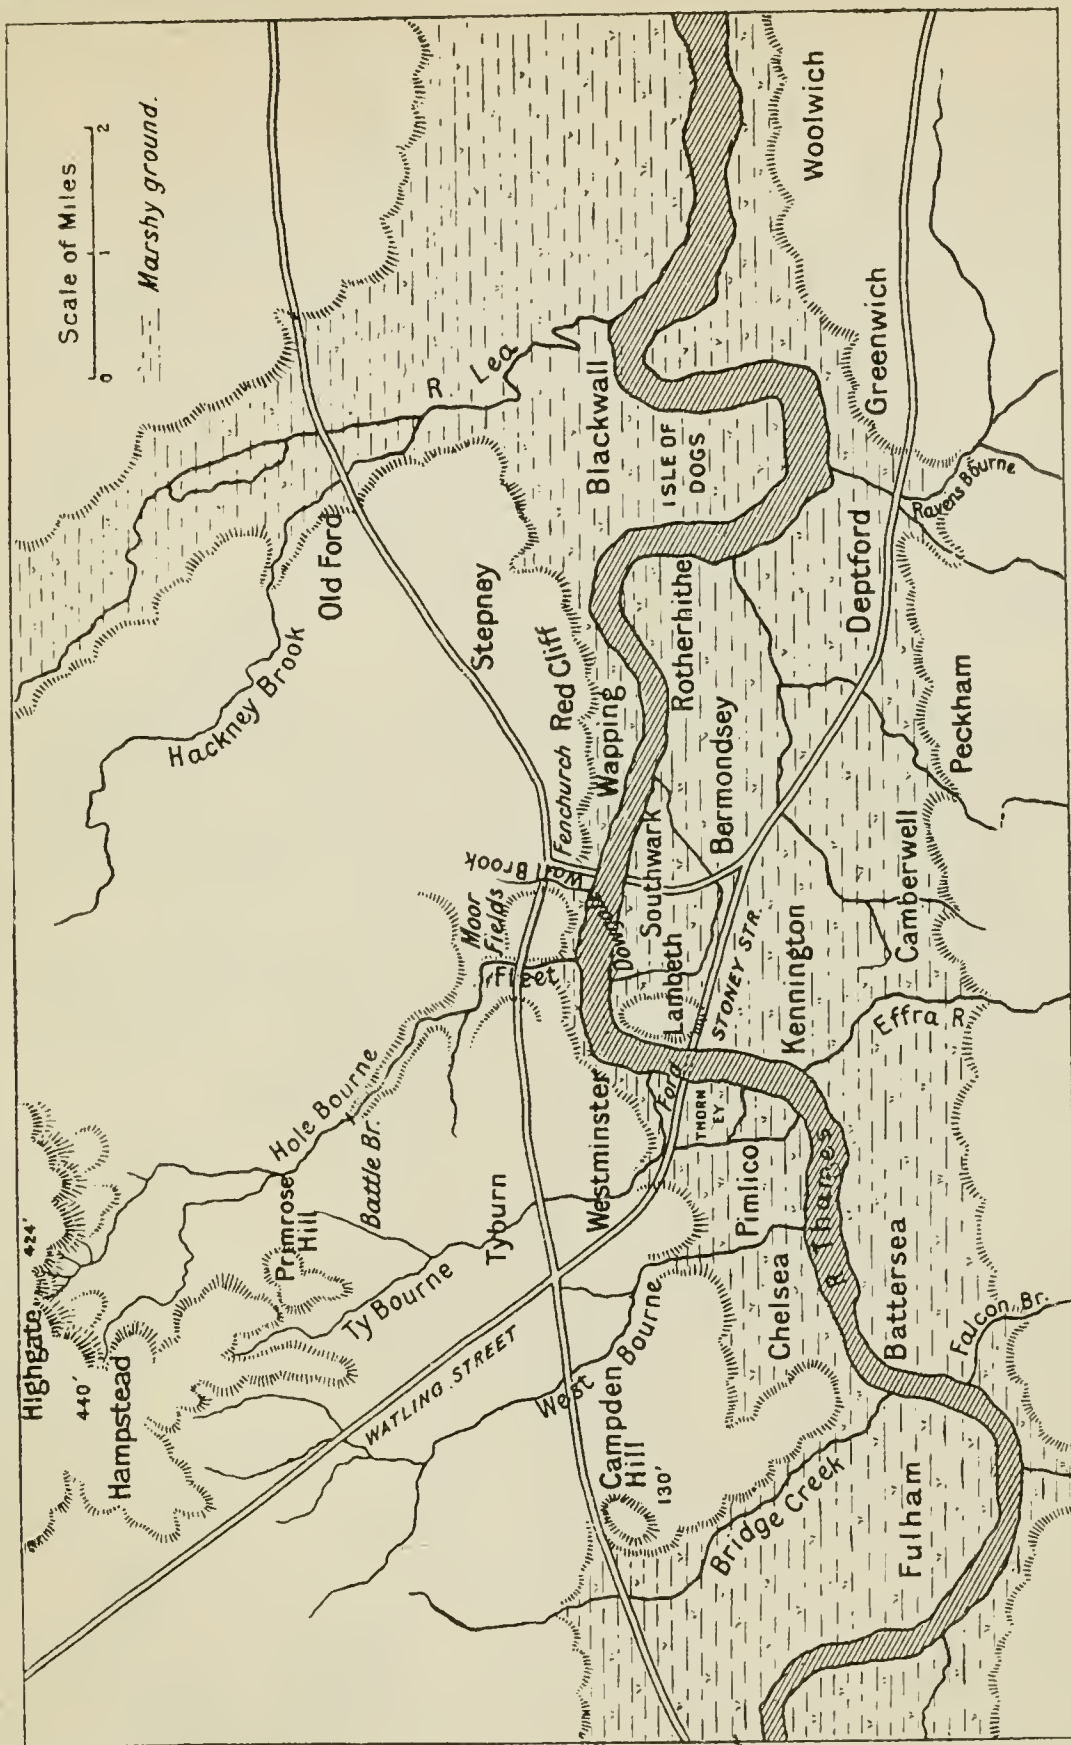 Scale of Miles
0 1 2
Marshy ground.
Highgate 424'
440'
Hampstead
Primrose
Hill
Hole Bourne
Battle Br.
Ty Bourne
Tyburn
WATLING STREET
West Bourne
Campden
Hill
130'
Bridge Creek
Fulham
Chelsea
Pimlico
Westminster
THORN
EY
Ford
R Thames
Battersea
Falcon Br.
Hackney Brook
Old Ford
Stepney
R Lea
Moor
Fields
Fleet
Wall Brook
Fenchurch
Red Cliff
Wapping
Dowgate
Blackwall
ISLE OF
DOGS
Southwark
Lambeth
STONEY STR.
Kennington
Bermondsey
Rotherhithe
Deptford
Greenwich
Woolwich
Ravens Bourne
Peckham
Camberwell
Effra R